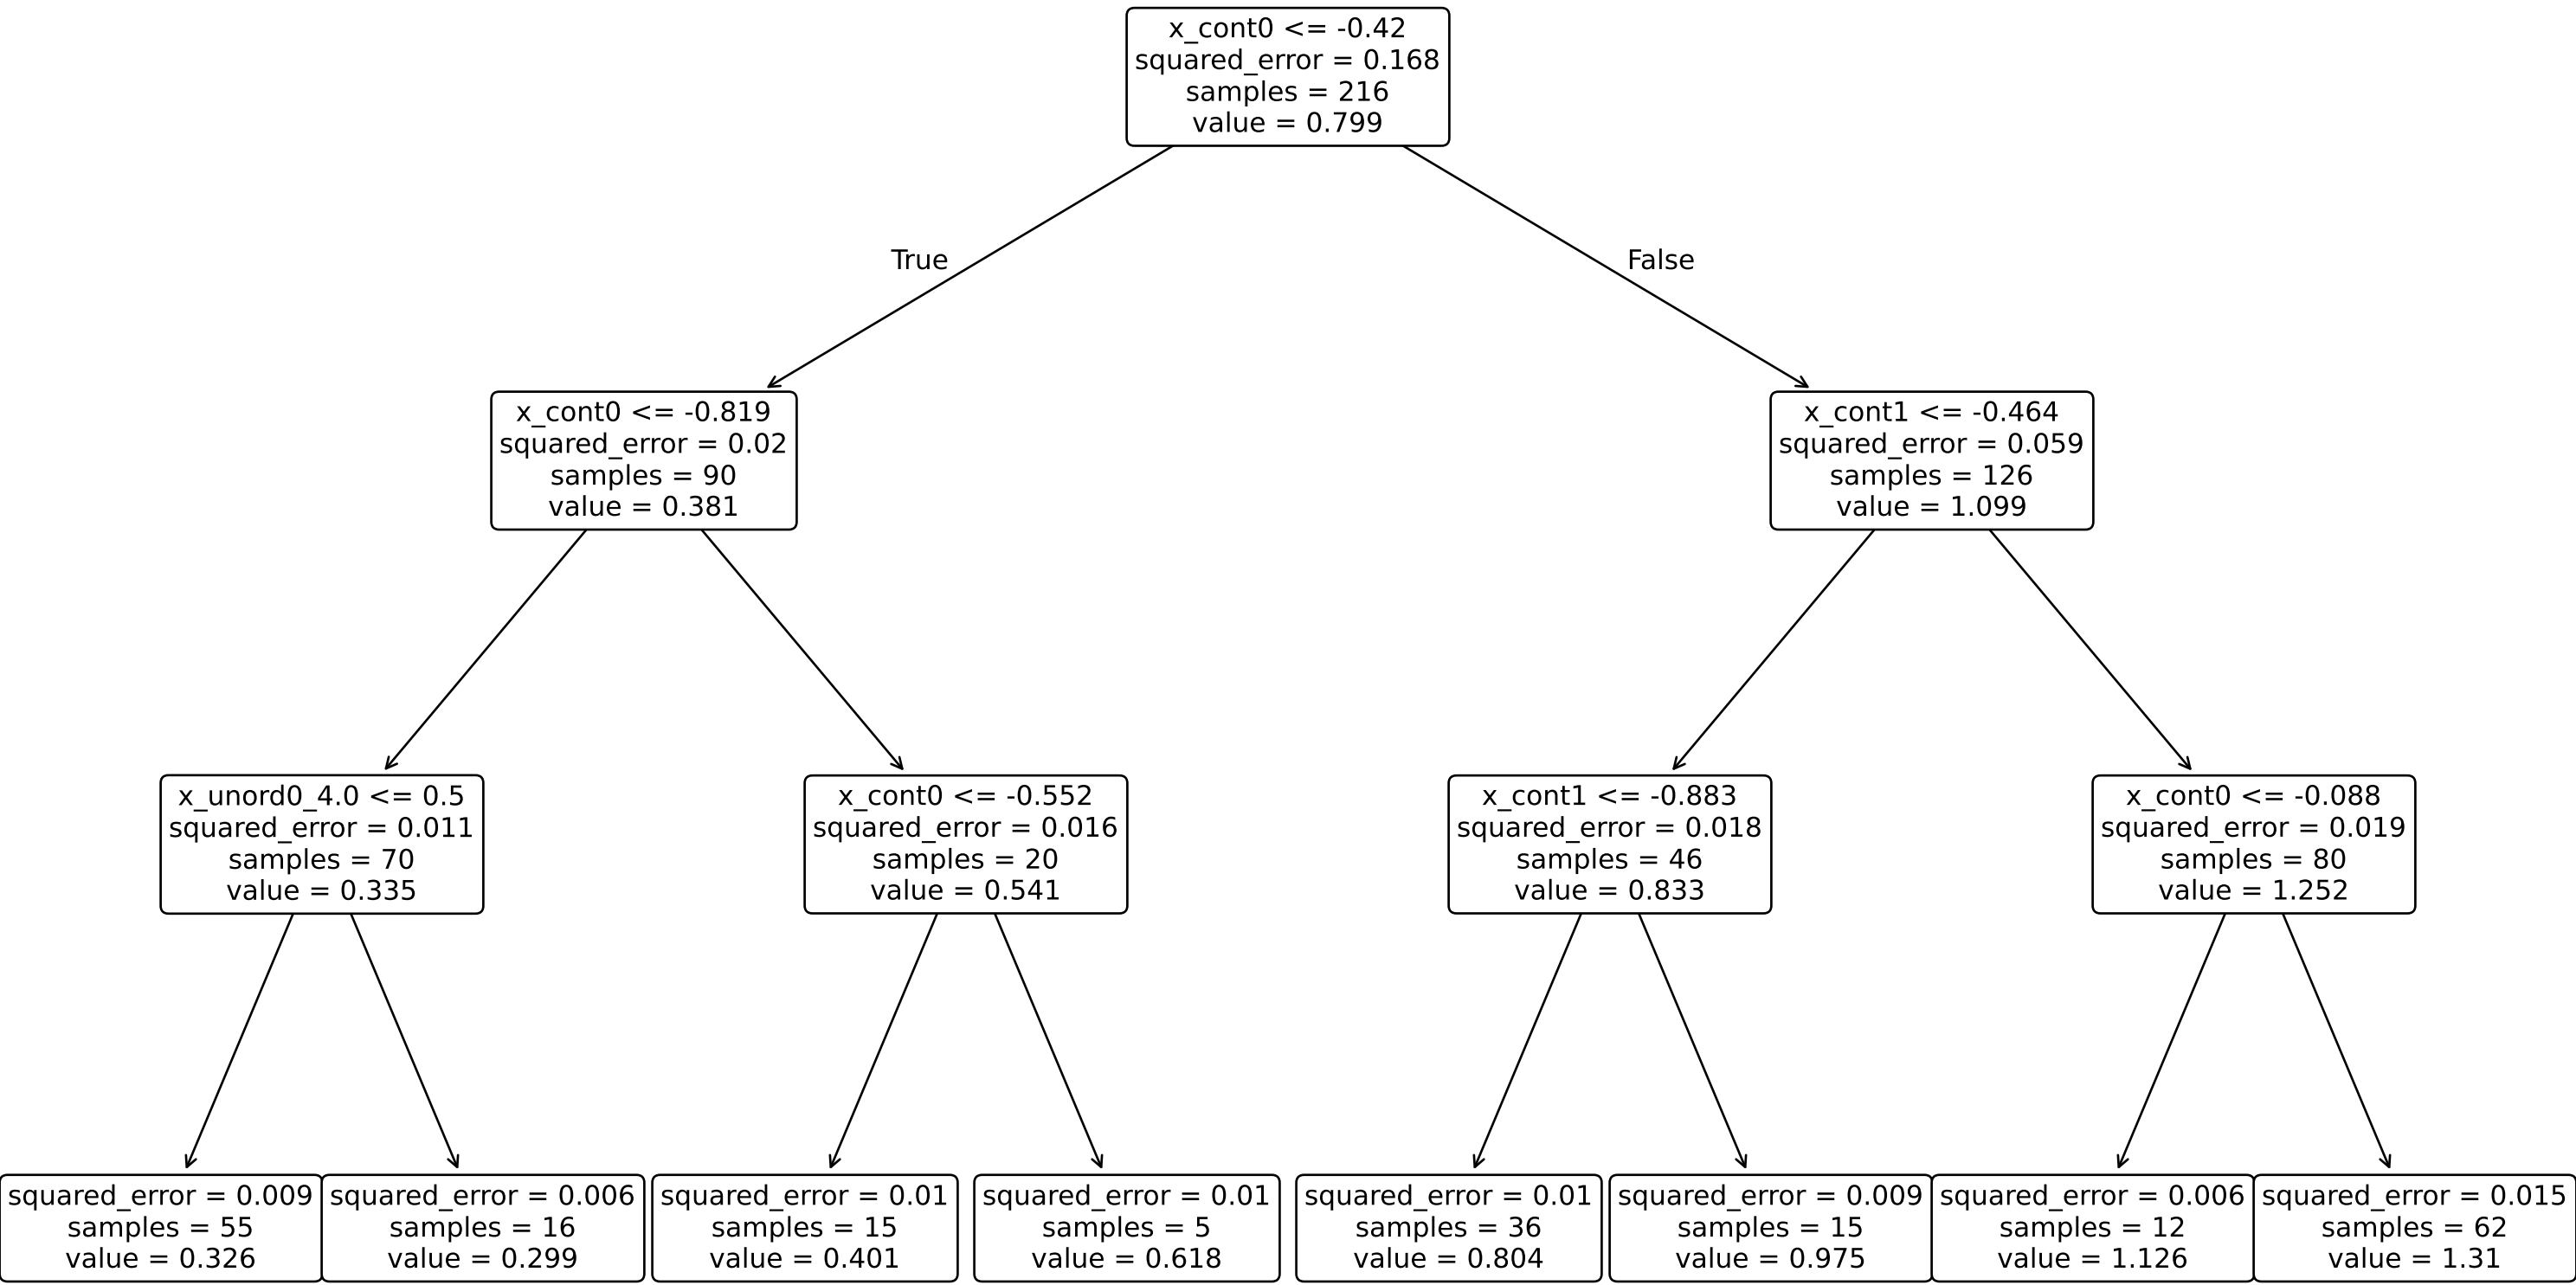 x_cont0 <= -0.42
squared_error = 0.168
samples = 216
value = 0.799
True
False
x_cont0 <= -0.819
squared_error = 0.02
samples = 90
value = 0.381
x_cont1 <= -0.464
squared_error = 0.059
samples = 126
value = 1.099
x_unord0_4.0 <= 0.5
squared_error = 0.011
samples = 70
value = 0.335
x_cont0 <= -0.552
squared_error = 0.016
samples = 20
value = 0.541
x_cont1 <= -0.883
squared_error = 0.018
samples = 46
value = 0.833
x_cont0 <= -0.088
squared_error = 0.019
samples = 80
value = 1.252
squared_error = 0.009
samples = 55
value = 0.326
squared_error = 0.006
samples = 16
value = 0.299
squared_error = 0.01
samples = 15
value = 0.401
squared_error = 0.01
samples = 5
value = 0.618
squared_error = 0.01
samples = 36
value = 0.804
squared_error = 0.009
samples = 15
value = 0.975
squared_error = 0.006
samples = 12
value = 1.126
squared_error = 0.015
samples = 62
value = 1.31